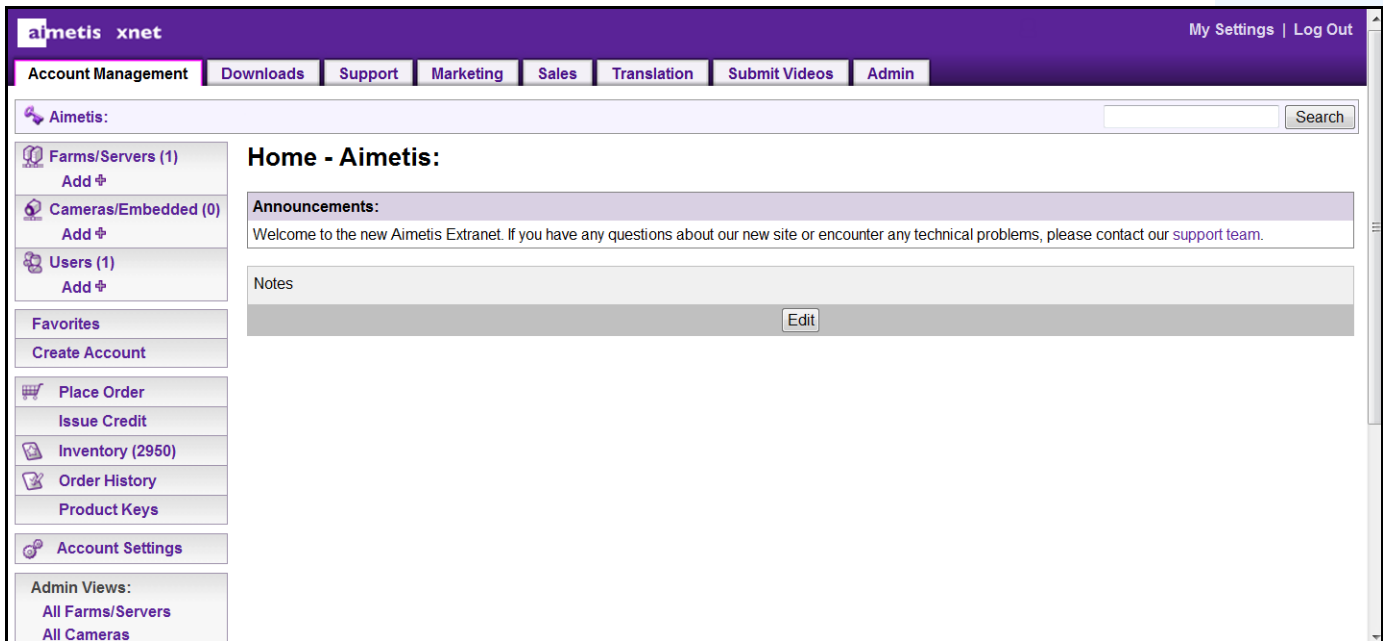 aimetis xnet
My Settings | Log Out
Account Management
Downloads
Support
Marketing
Sales
Translation
Submit Videos
Admin
Aimetis:
Search
Farms/Servers (1)
Add
Cameras/Embedded (0)
Add
Users (1)
Add
Favorites
Create Account
Place Order
Issue Credit
Inventory (2950)
Order History
Product Keys
Account Settings
Admin Views:
All Farms/Servers
All Cameras
Home - Aimetis:
Announcements:
Welcome to the new Aimetis Extranet. If you have any questions about our new site or encounter any technical problems, please contact our support team.
Notes
Edit